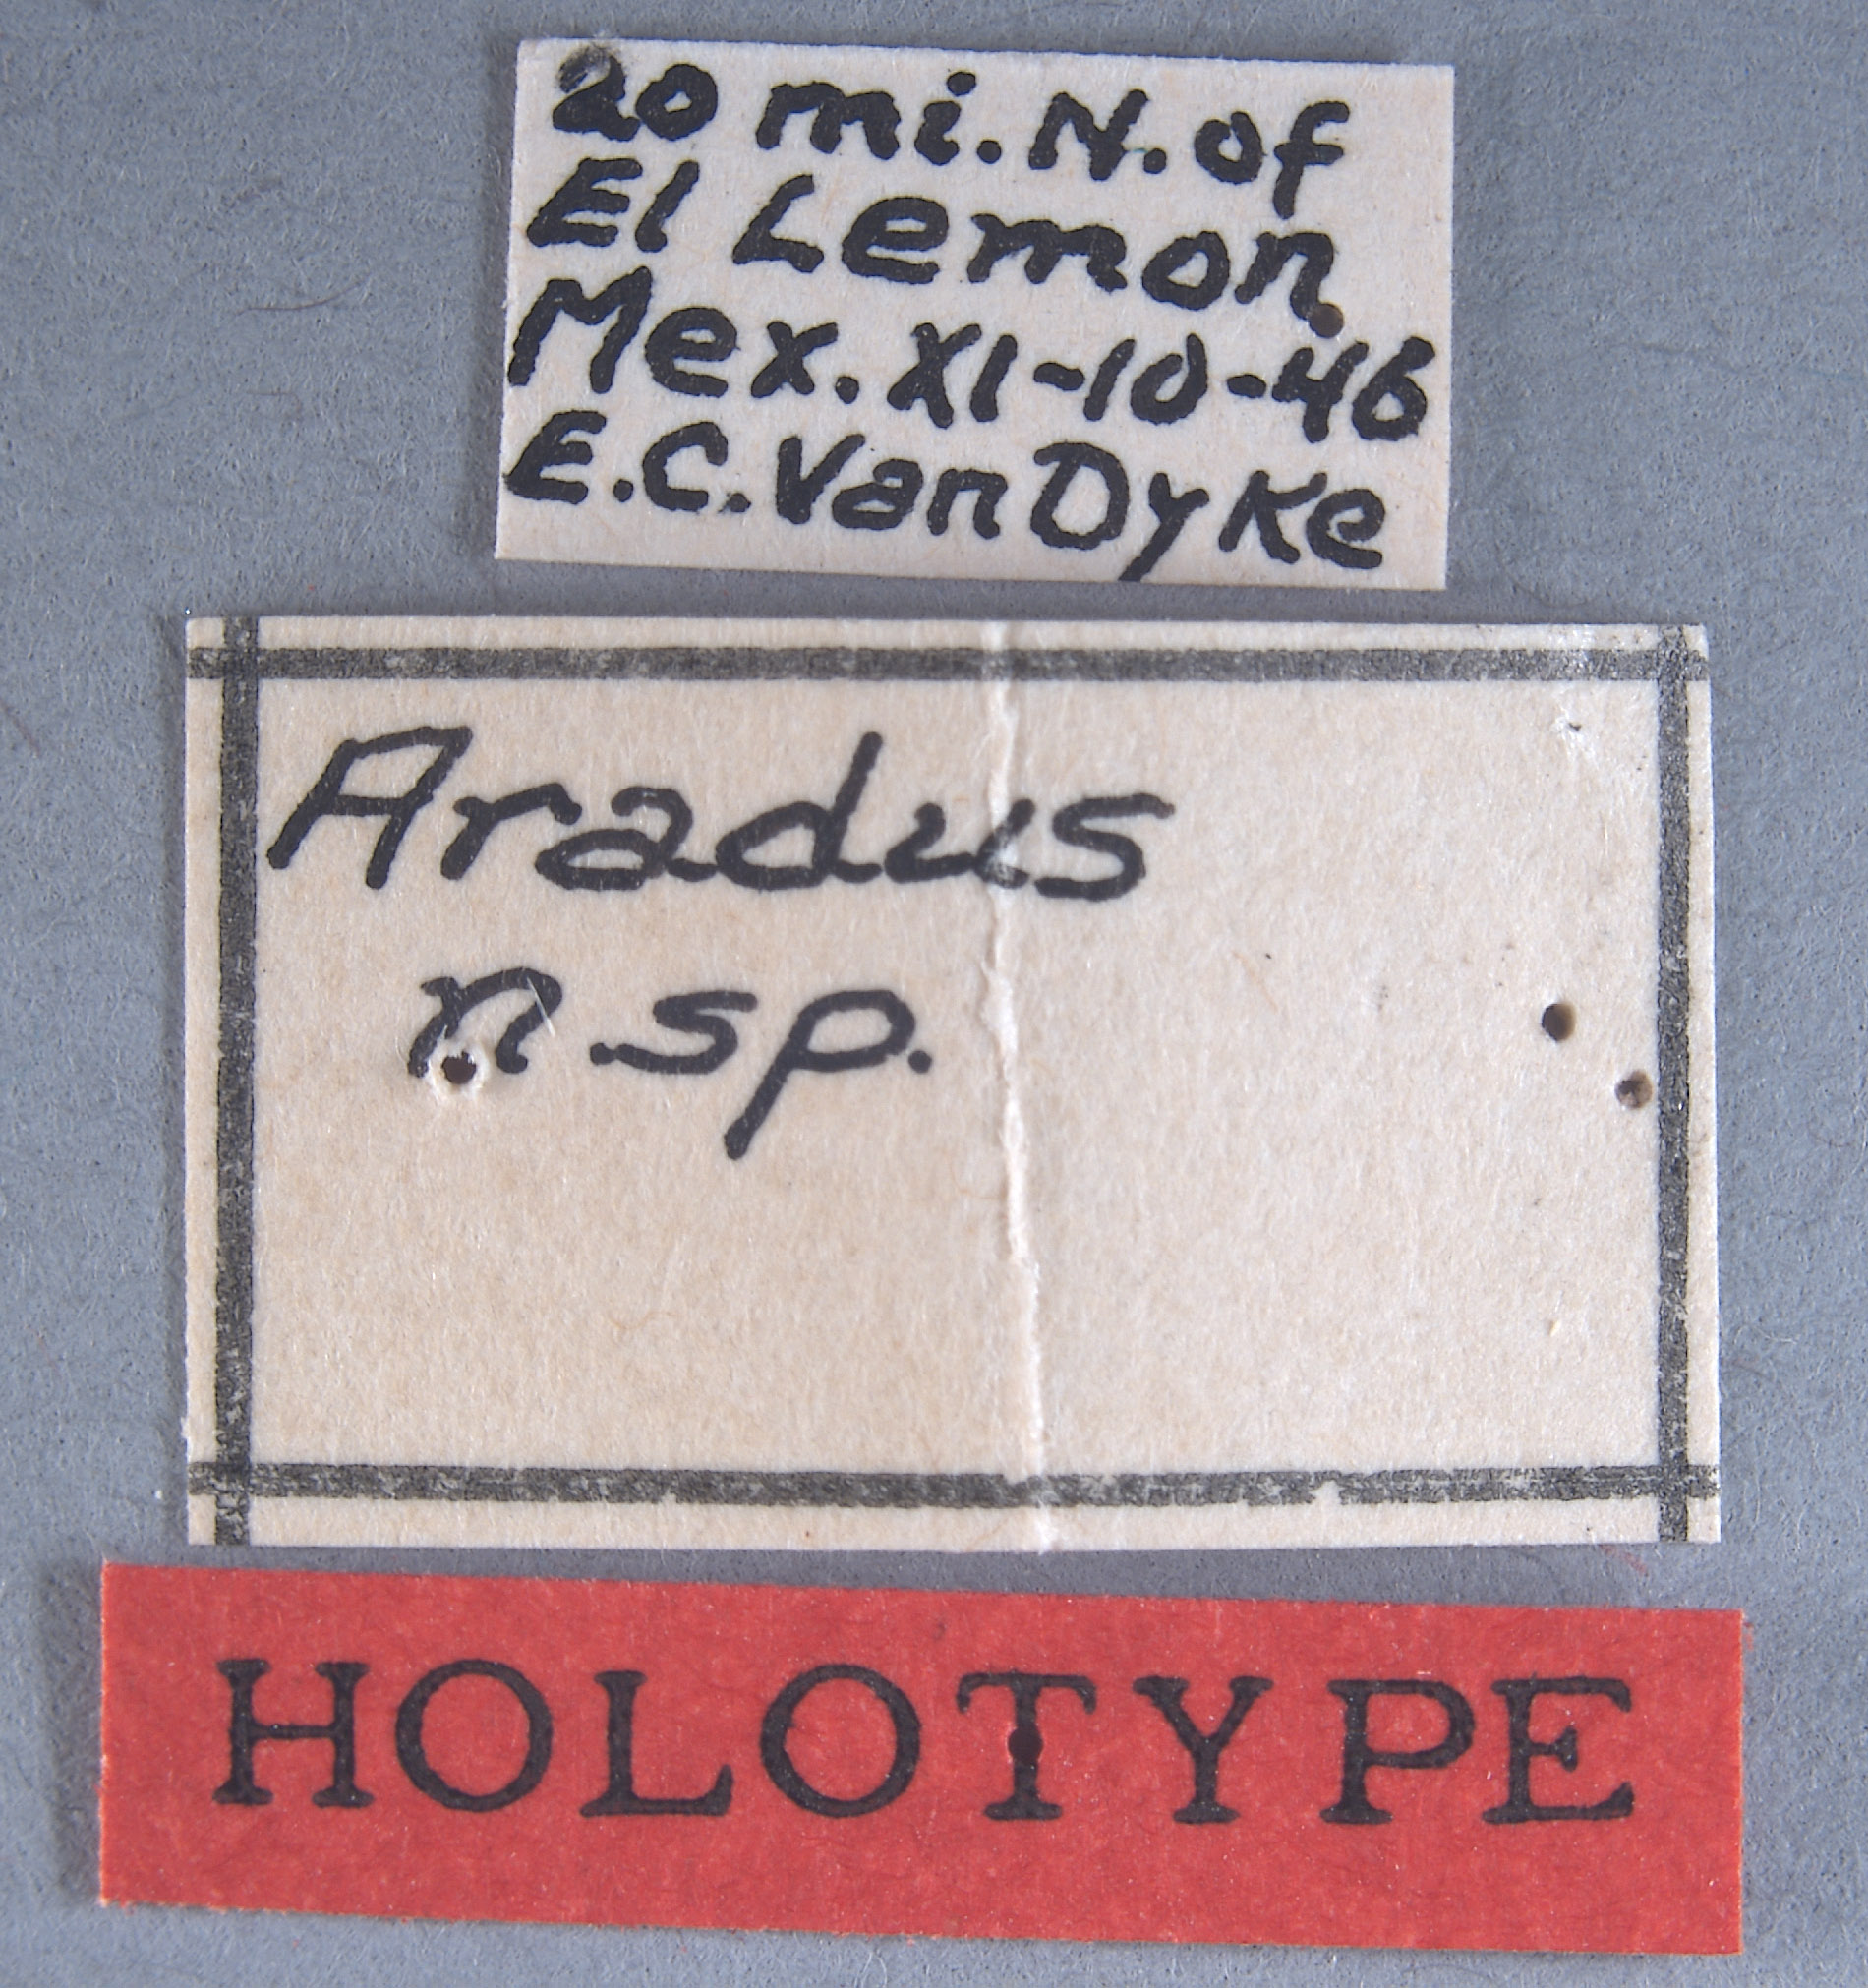 20 mi. N. of
El Lemon
Mex. XI-10-46
E.C. Van Dyke
Aradus
n. sp.
HOLOTYPE